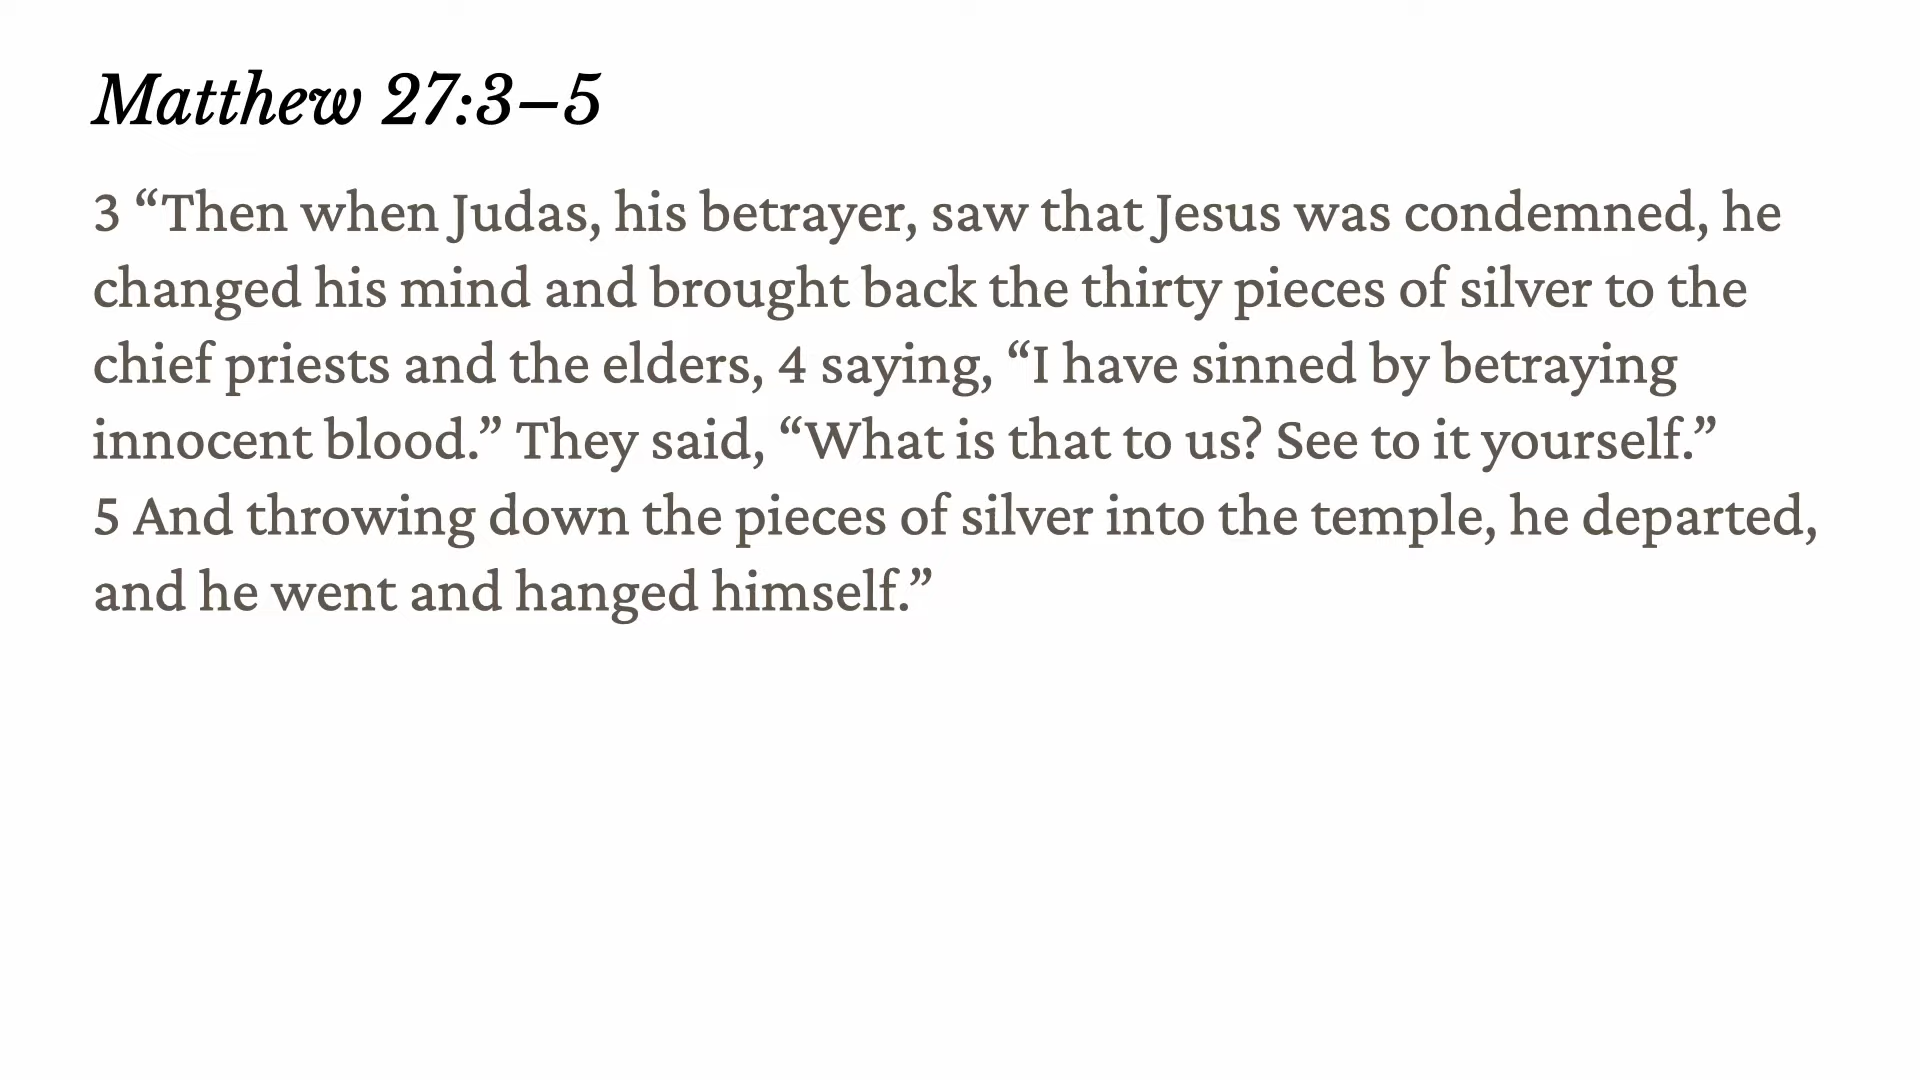 Matthew 27:3–5
3 “Then when Judas, his betrayer, saw that Jesus was condemned, he
changed his mind and brought back the thirty pieces of silver to the
chief priests and the elders, 4 saying, “I have sinned by betraying
innocent blood.” They said, “What is that to us? See to it yourself.”
5 And throwing down the pieces of silver into the temple, he departed,
and he went and hanged himself.”